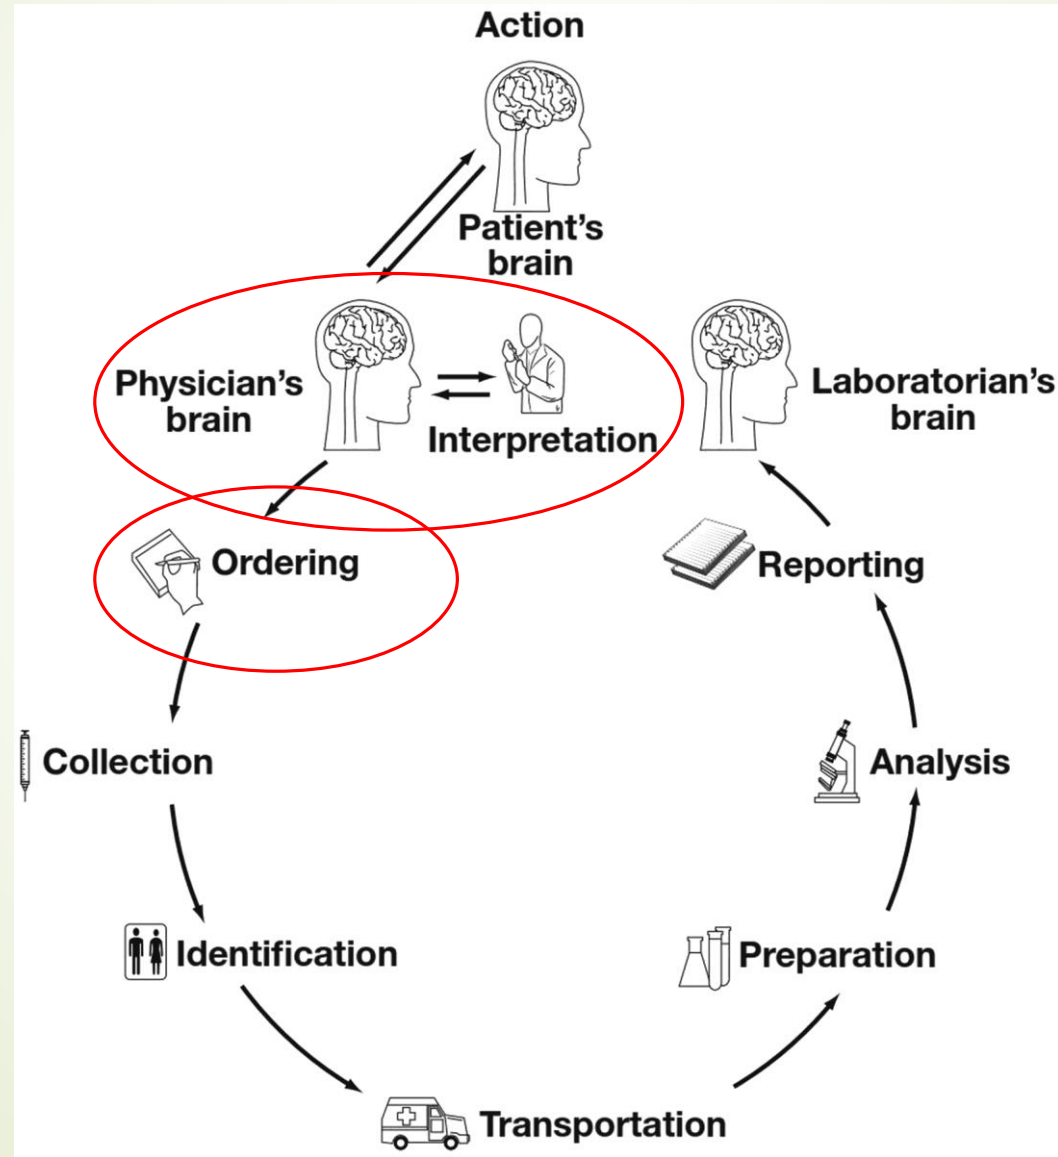 Action
Patient's
brain
Physician's
brain
Interpretation
Laboratorian's
brain
Ordering
Reporting
Collection
Analysis
Identification
Preparation
Transportation